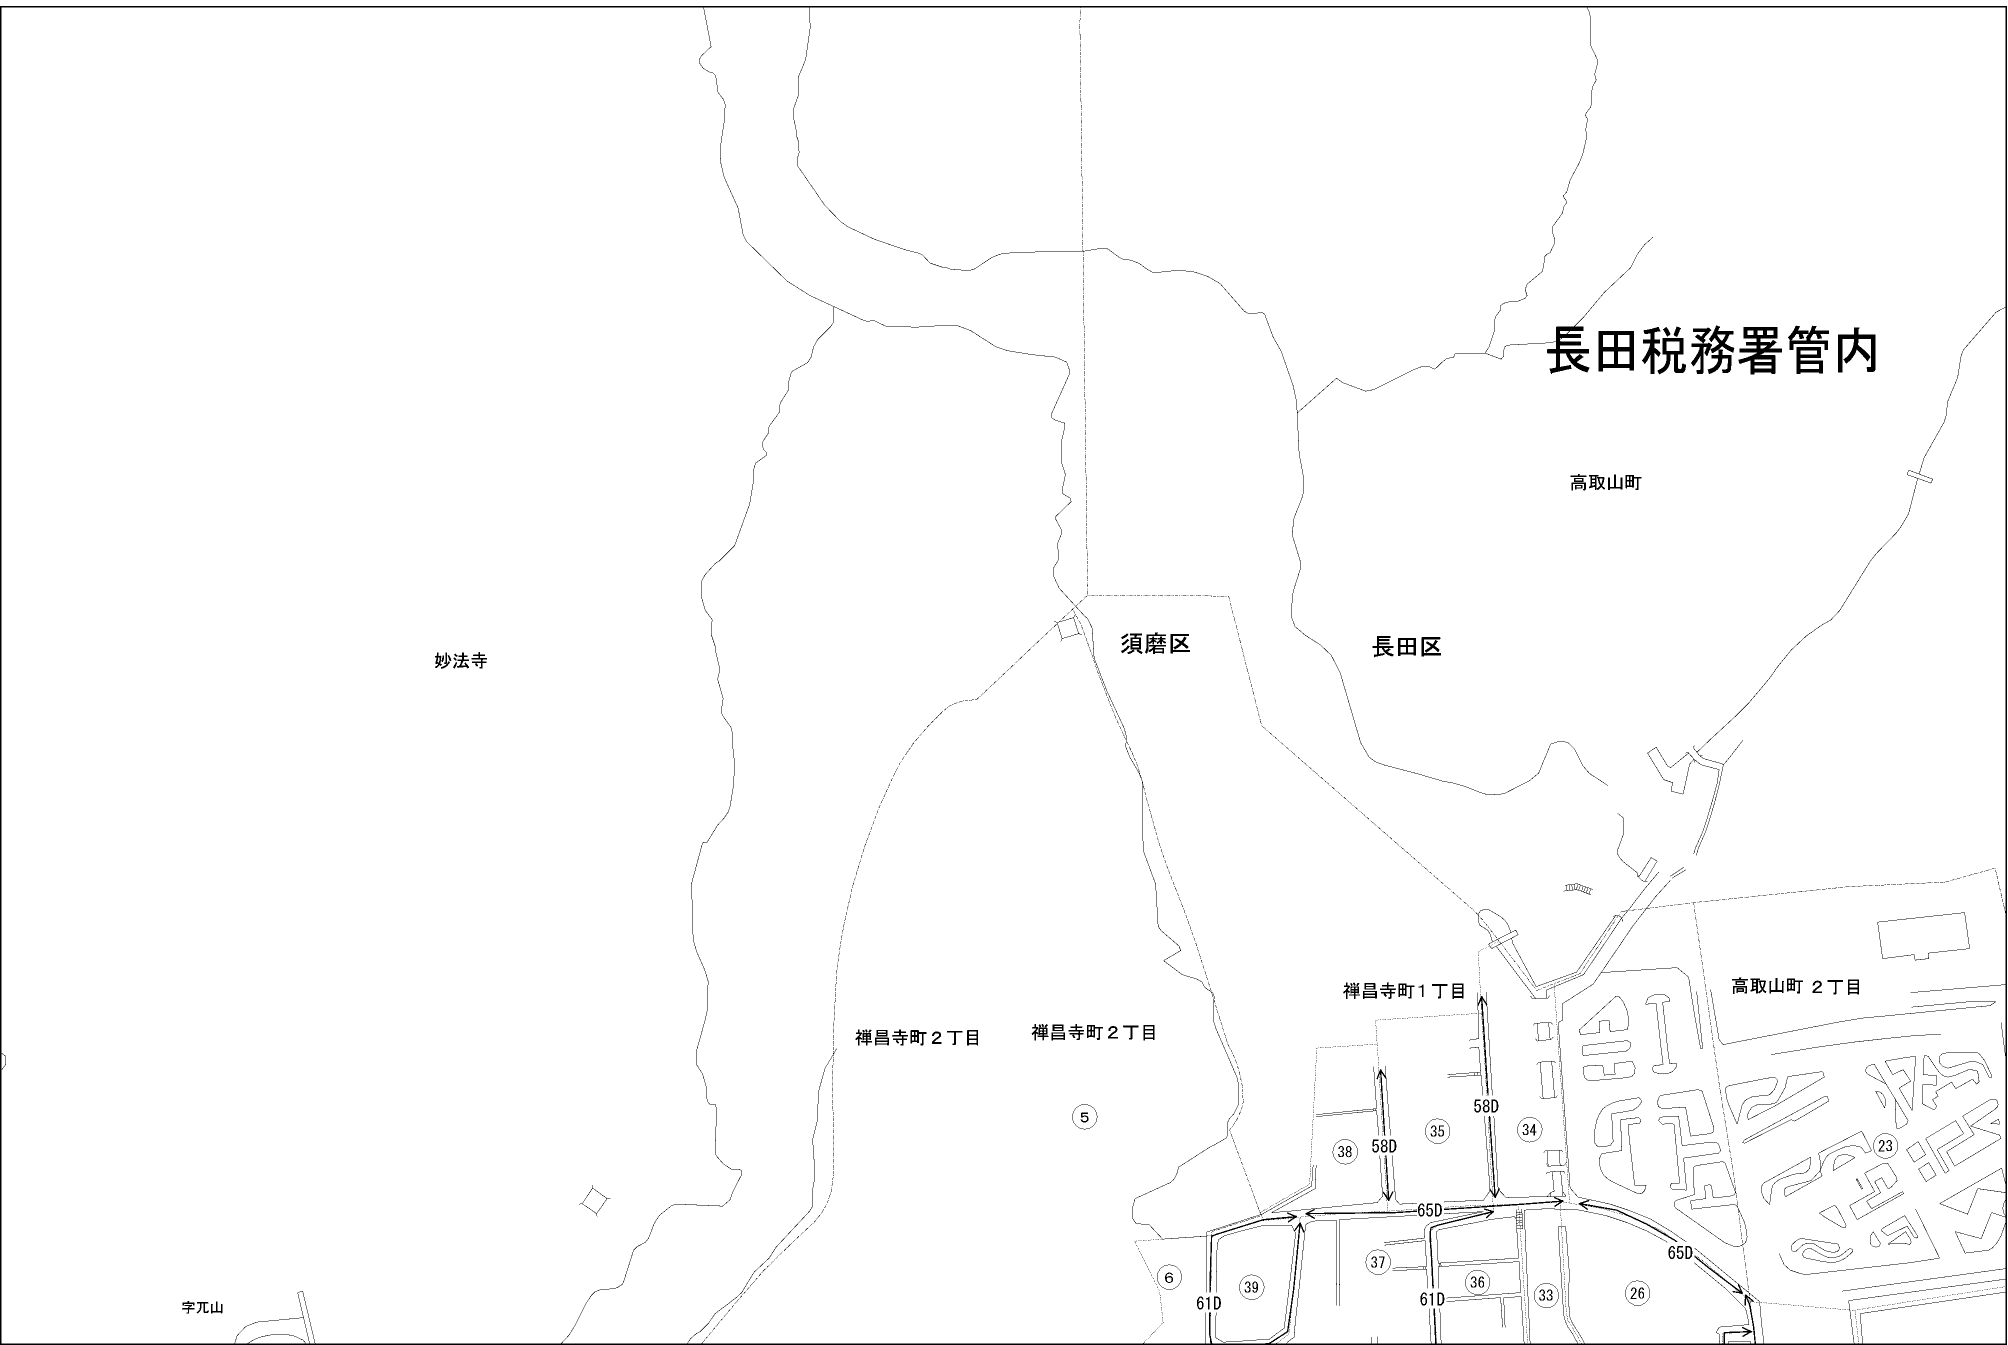 長田税務署管内
高取山町
須磨区
長田区
妙法寺
高取山町 2丁目
禅昌寺町1丁目
禅昌寺町2丁目
禅昌寺町2丁目
58D
5
35
34
38
58D
23
65D
65D
37
6
39
36
33
26
61D
61D
字兀山